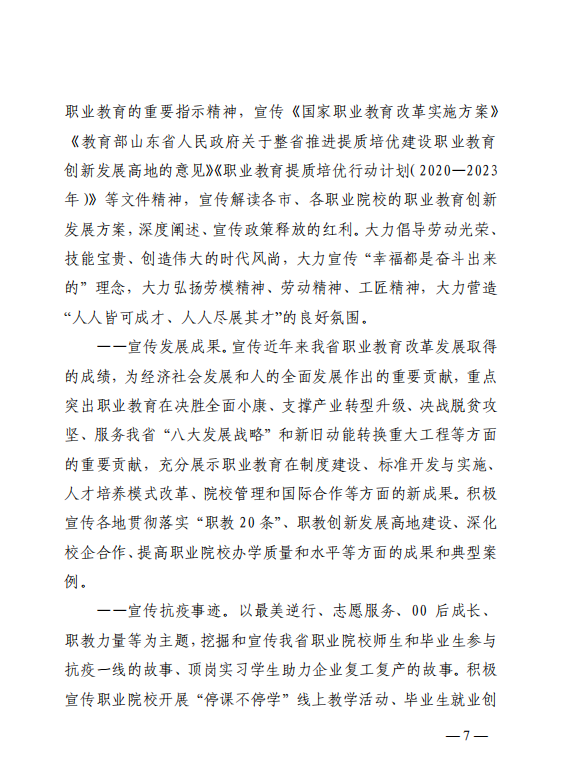 职业教育的重要指示精神，宣传《国家职业教育改革实施方案》
《教育部山东省人民政府关于整省推进提质培优建设职业教育
创新发展高地的意见》《职业教育提质培优行动计划（2020—2023
年）》等文件精神，宣传解读各市、各职业院校的职业教育创新
发展方案，深度阐述、宣传政策释放的红利。大力倡导劳动光荣、
技能宝贵、创造伟大的时代风尚，大力宣传“幸福都是奋斗出来
的”理念，大力弘扬劳模精神、劳动精神、工匠精神，大力营造
“人人皆可成才、人人尽展其才”的良好氛围。
——宣传发展成果。宣传近年来我省职业教育改革发展取得
的成绩，为经济社会发展和人的全面发展作出的重要贡献，重点
突出职业教育在决胜全面小康、支撑产业转型升级、决战脱贫攻
坚、服务我省“八大发展战略”和新旧动能转换重大工程等方面
的重要贡献，充分展示职业教育在制度建设、标准开发与实施、
人才培养模式改革、院校管理和国际合作等方面的新成果。积极
宣传各地贯彻落实“职教20条”、职教创新发展高地建设、深化
校企合作、提高职业院校办学质量和水平等方面的成果和典型案
例。
——宣传抗疫事迹。以最美逆行、志愿服务、00后成长、
职教力量等为主题，挖掘和宣传我省职业院校师生和毕业生参与
抗疫一线的故事、顶岗实习学生助力企业复工复产的故事。积极
宣传职业院校开展“停课不停学”线上教学活动、毕业生就业创
— 7 —